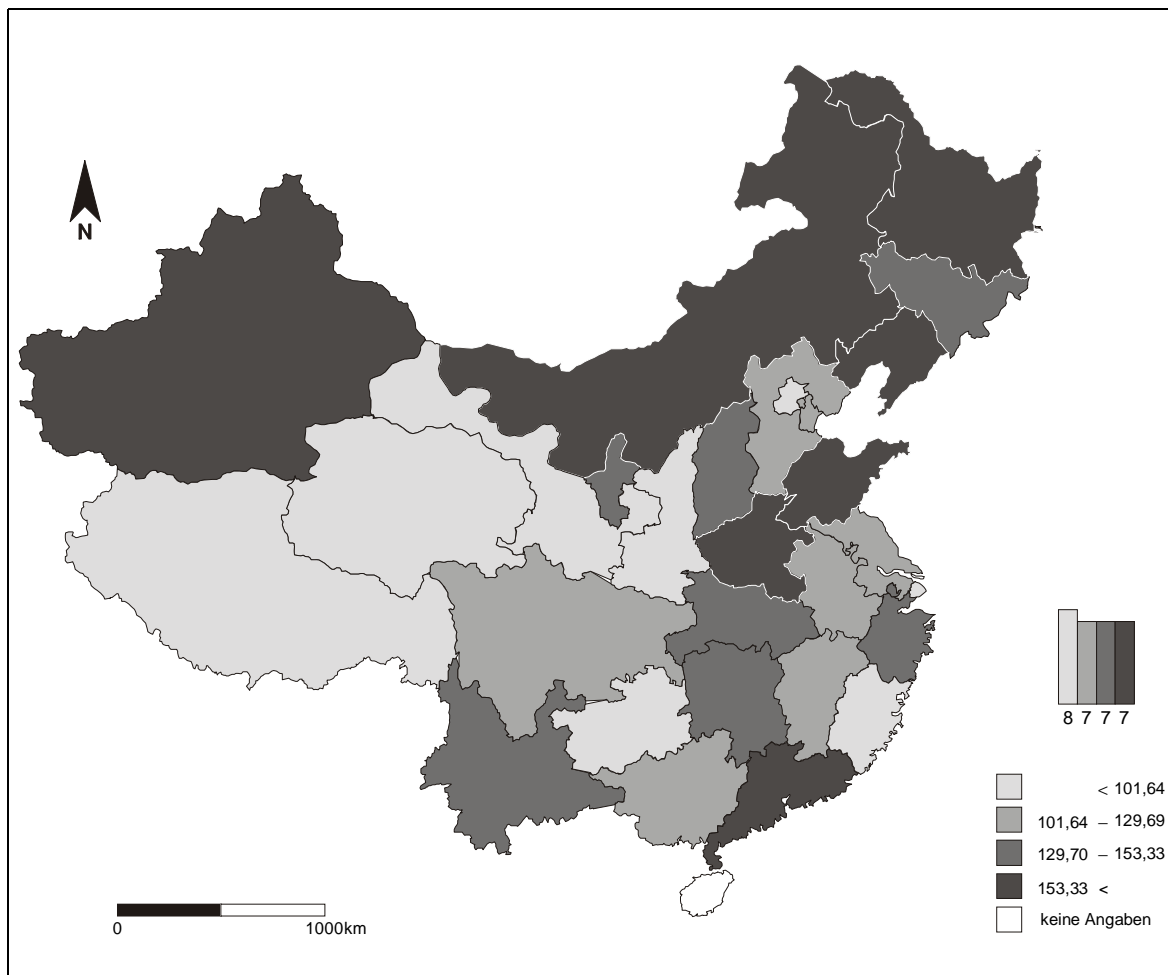 N
8 7 7 7
< 101,64
101,64 – 129,69
129,70 – 153,33
153,33 <
keine Angaben
0 1000km